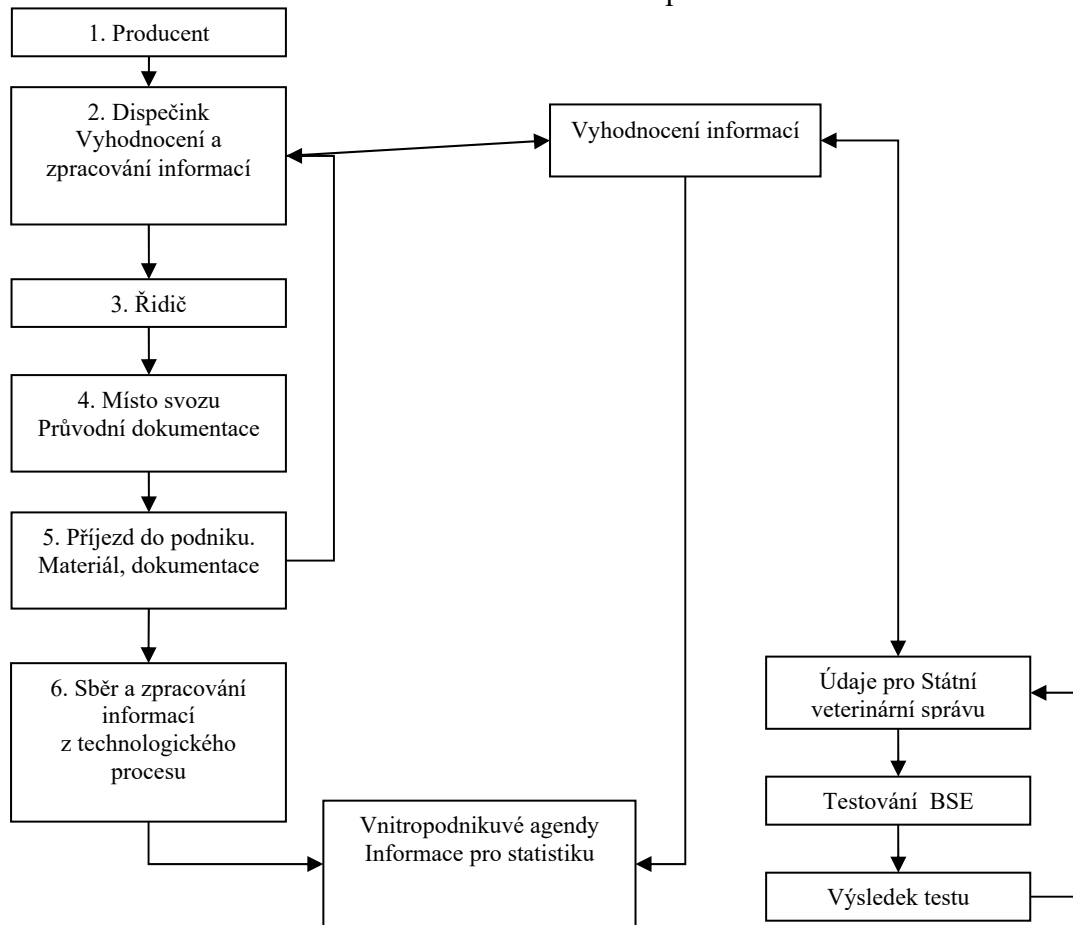 1. Producent
2. Dispečink
Vyhodnocení a
zpracování informací
Vyhodnocení informací
3. Řidič
4. Místo svozu
Průvodní dokumentace
5. Příjezd do podniku.
Materiál, dokumentace
6. Sběr a zpracování
informací
z technologického
procesu
Údaje pro Státní
veterinární správu
Testování BSE
Vnitropodnikuvé agendy
Informace pro statistiku
Výsledek testu